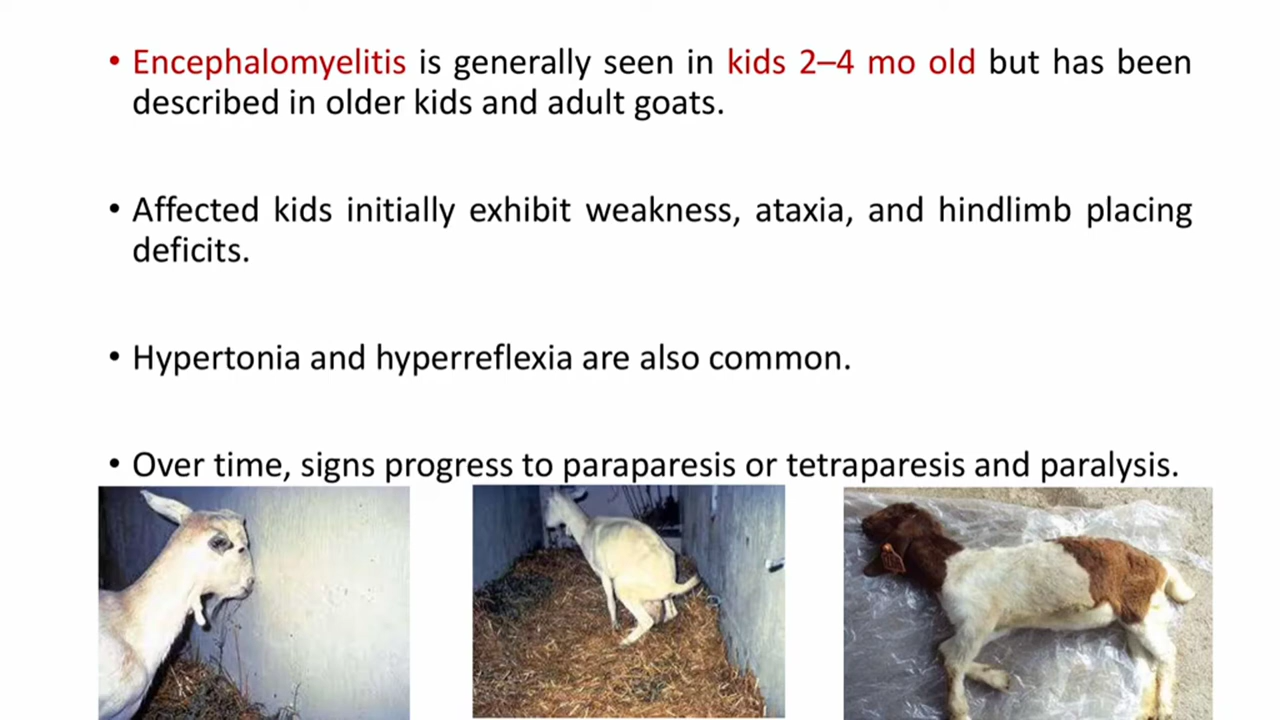 • Encephalomyelitis is generally seen in kids 2–4 mo old but has been
described in older kids and adult goats.
• Affected kids initially exhibit weakness, ataxia, and hindlimb placing
deficits.
• Hypertonia and hyperreflexia are also common.
• Over time, signs progress to paraparesis or tetraparesis and paralysis.